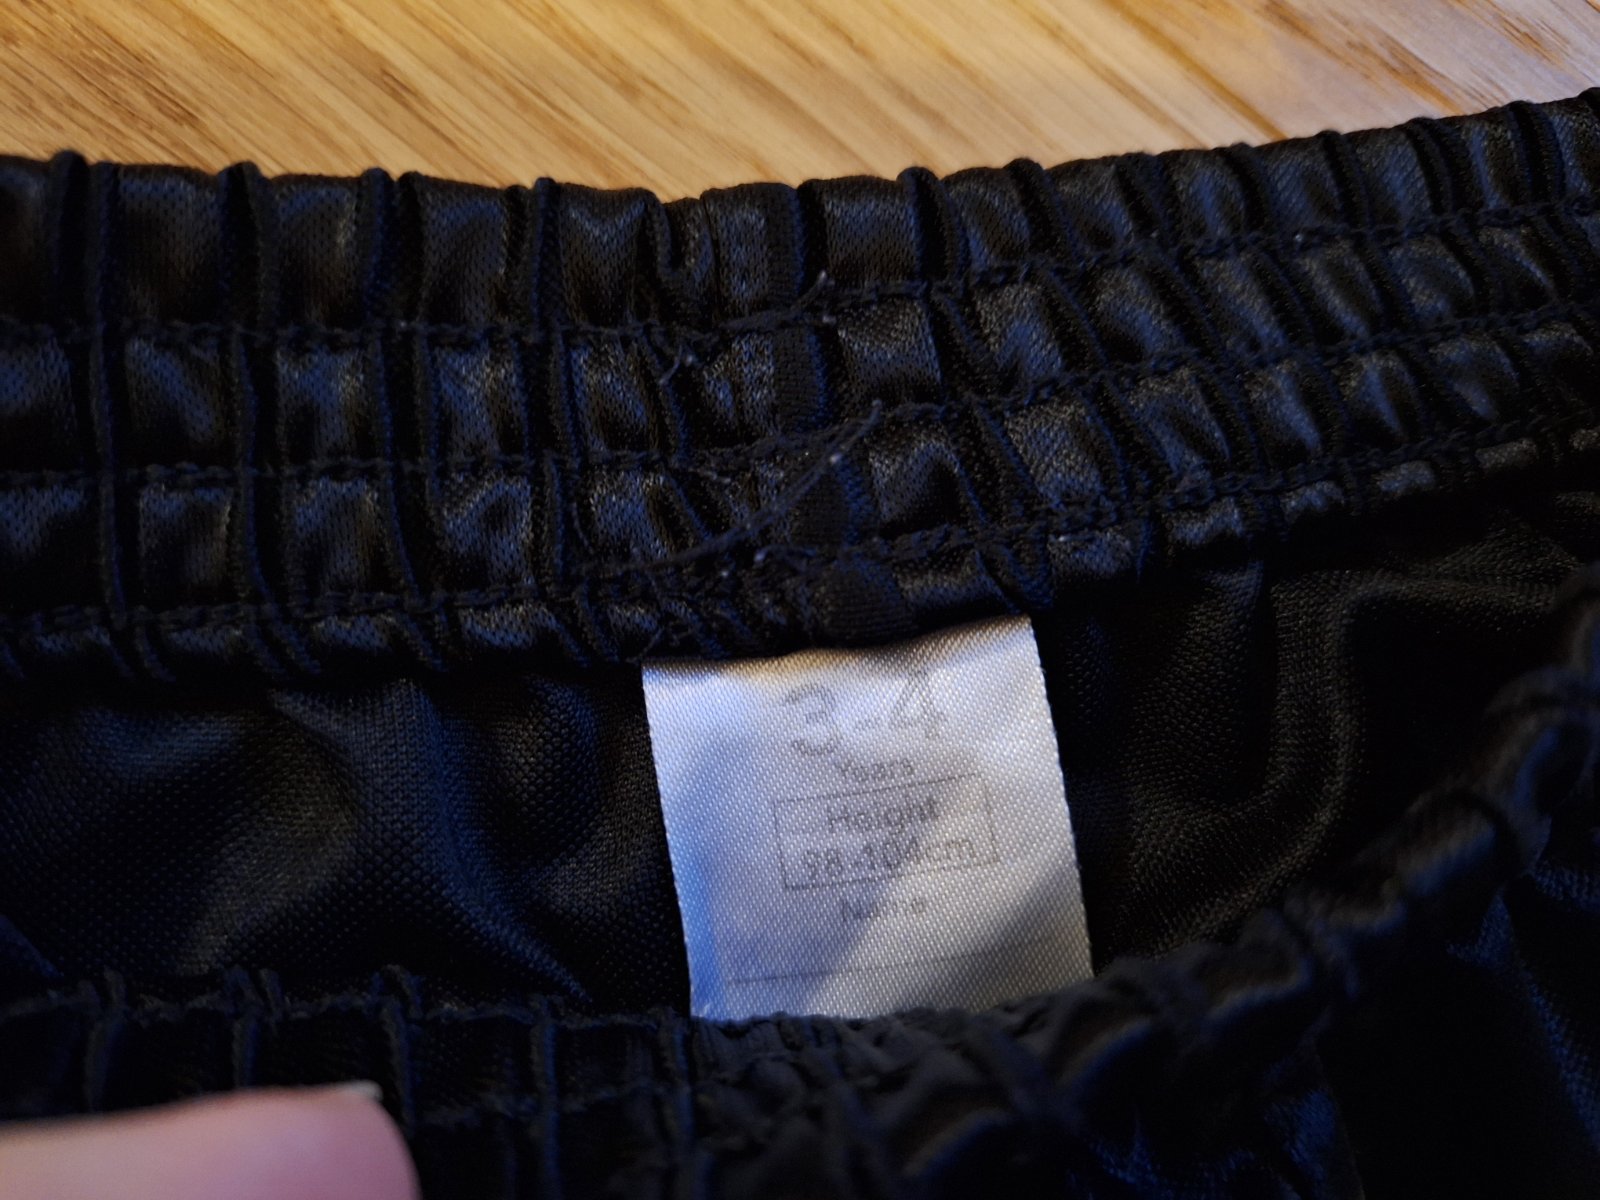 3-4
Years
Height
98-104cm
Name